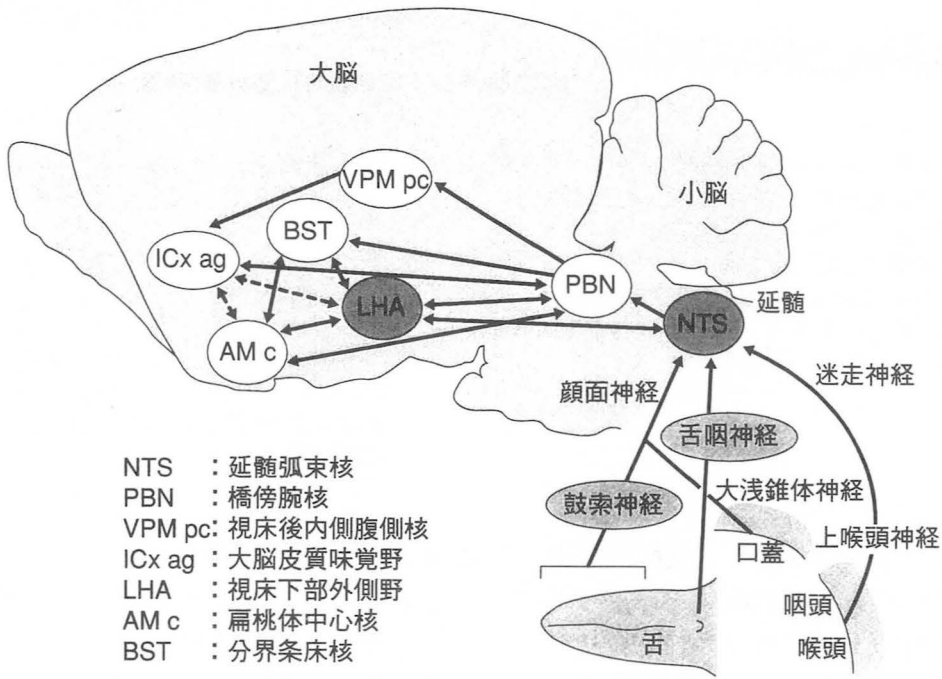 大脳
小脳
VPM pc
BST
ICx ag
PBN
LHA
NTS
延髄
AM c
顔面神経
迷走神経
舌咽神経
鼓索神経
大浅錐体神経
口蓋
上喉頭神経
咽頭
喉頭
舌
NTS :延髄弧束核
PBN :橋傍腕核
VPM pc:視床後内側腹側核
ICx ag :大脳皮質味覚野
LHA :視床下部外側野
AM c :扁桃体中心核
BST :分界条床核